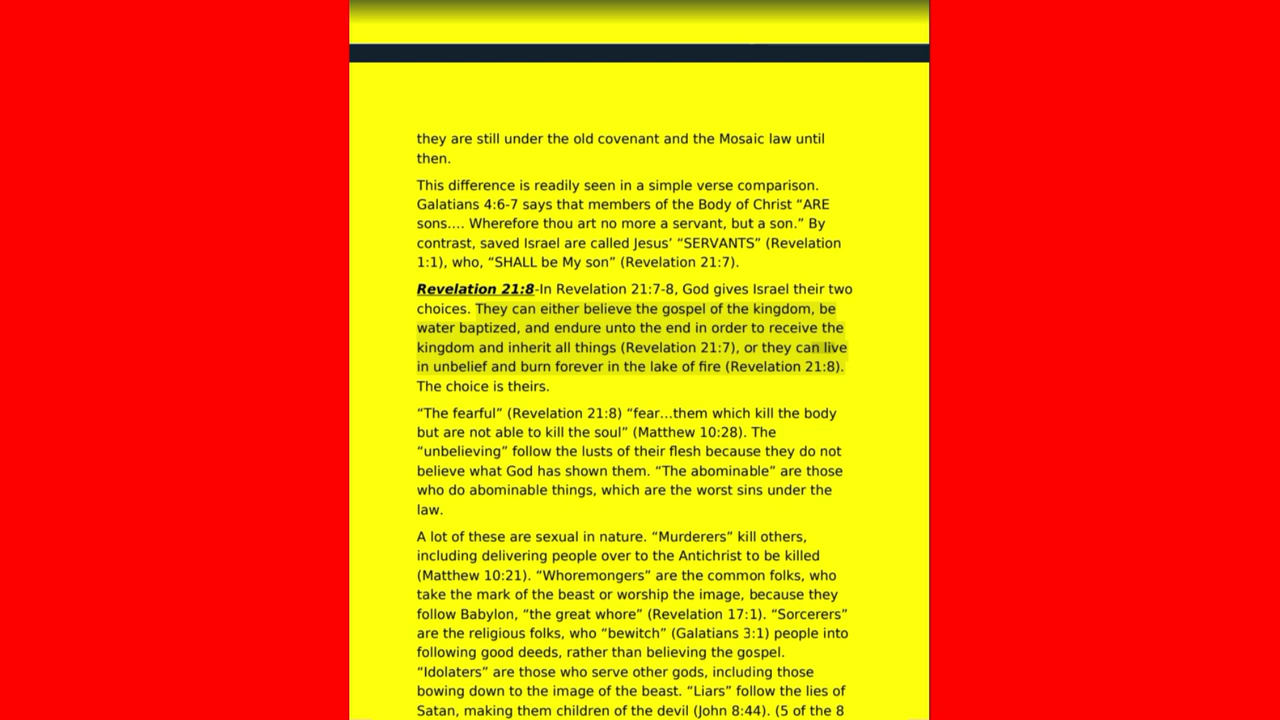 they are still under the old covenant and the Mosaic law until
then.
This difference is readily seen in a simple verse comparison.
Galatians 4:6-7 says that members of the Body of Christ “ARE
sons.... Wherefore thou art no more a servant, but a son.” By
contrast, saved Israel are called Jesus’ “SERVANTS” (Revelation
1:1), who, “SHALL be My son” (Revelation 21:7).
Revelation 21:8-In Revelation 21:7-8, God gives Israel their two
choices. They can either believe the gospel of the kingdom, be
water baptized, and endure unto the end in order to receive the
kingdom and inherit all things (Revelation 21:7), or they can live
in unbelief and burn forever in the lake of fire (Revelation 21:8).
The choice is theirs.
“The fearful” (Revelation 21:8) “fear…them which kill the body
but are not able to kill the soul” (Matthew 10:28). The
“unbelieving” follow the lusts of their flesh because they do not
believe what God has shown them. “The abominable” are those
who do abominable things, which are the worst sins under the
law.
A lot of these are sexual in nature. “Murderers” kill others,
including delivering people over to the Antichrist to be killed
(Matthew 10:21). “Whoremongers” are the common folks, who
take the mark of the beast or worship the image, because they
follow Babylon, “the great whore” (Revelation 17:1). “Sorcerers”
are the religious folks, who “bewitch” (Galatians 3:1) people into
following good deeds, rather than believing the gospel.
“Idolaters” are those who serve other gods, including those
bowing down to the image of the beast. “Liars” follow the lies of
Satan, making them children of the devil (John 8:44). (5 of the 8